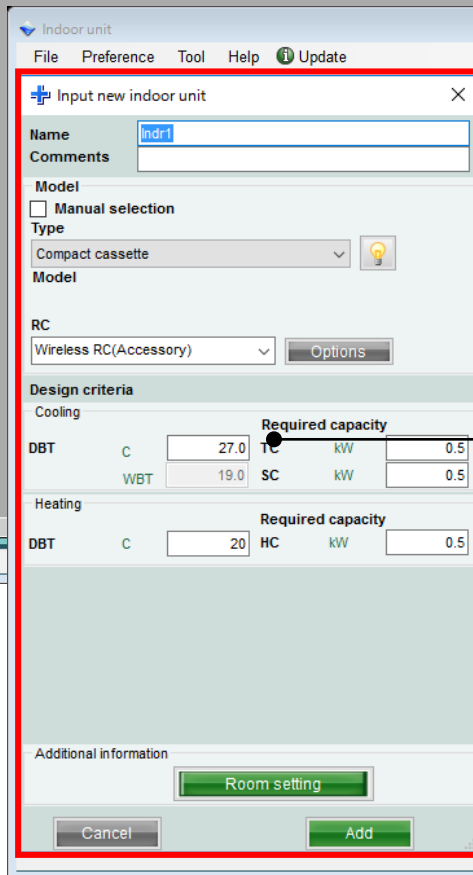 Indoor unit
File Preference Tool Help Update
Input new indoor unit
Name Indr1
Comments
Model
Manual selection
Type
Compact cassette
Model
RC
Wireless RC(Accessory) Options
Design criteria
Cooling
Required capacity
DBT C 27.0 TC kW 0.5
WBT 19.0 SC kW 0.5
Heating
Required capacity
DBT C 20 HC kW 0.5
Additional information
Room setting
Cancel Add